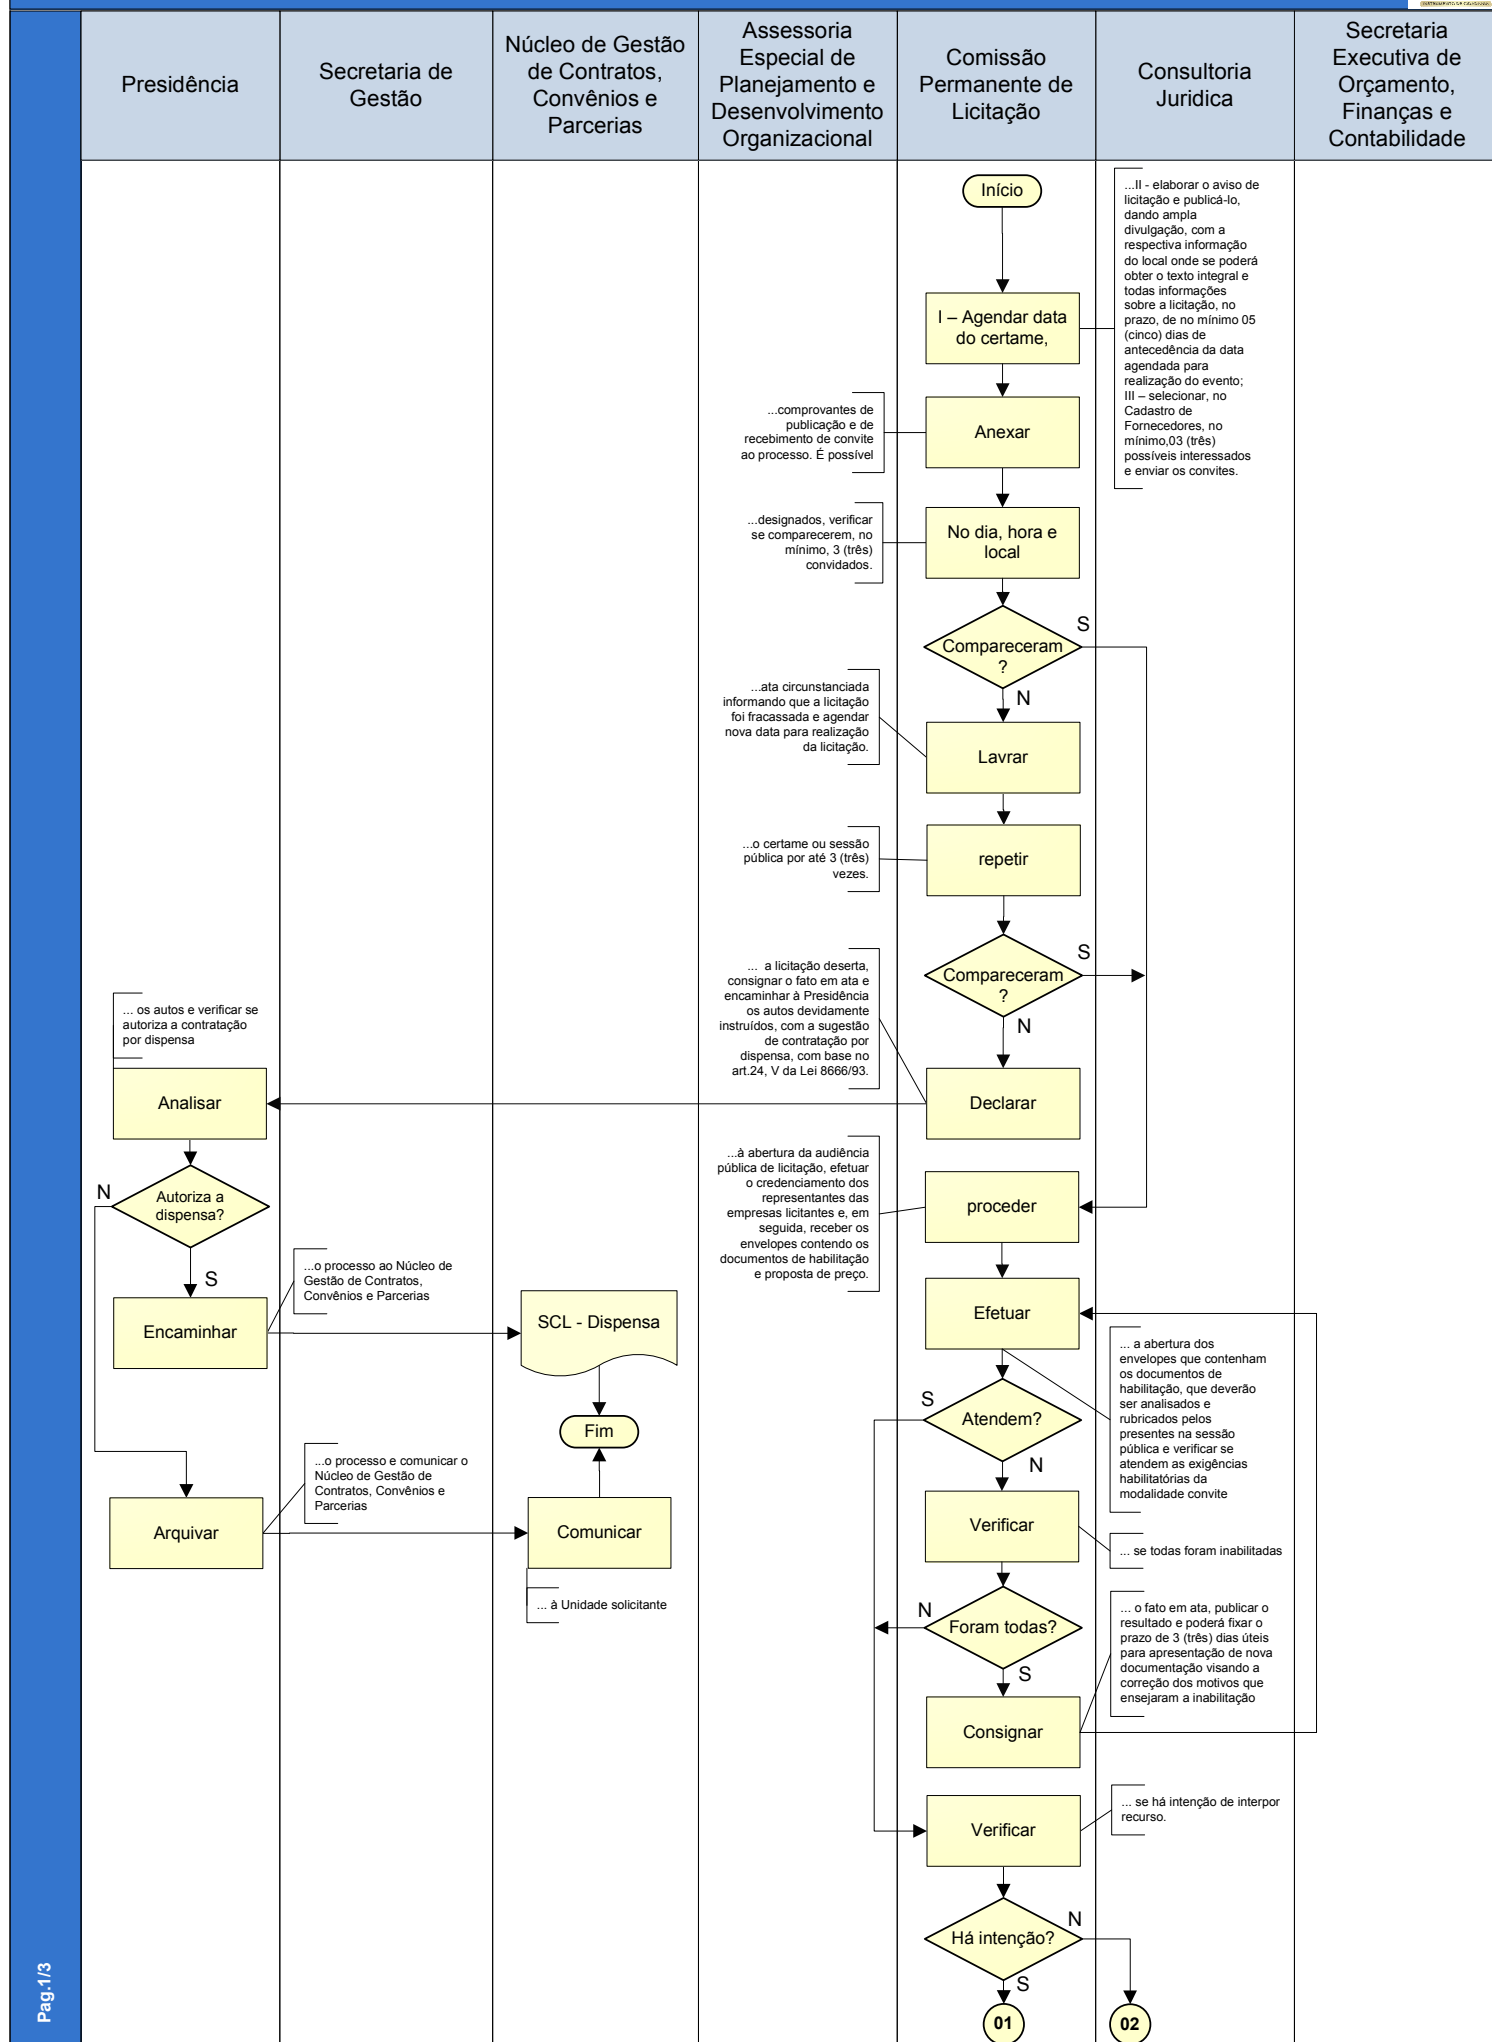 Presidência
Secretaria de
Gestão
Núcleo de Gestão
de Contratos,
Convênios e
Parcerias
Assessoria
Especial de
Planejamento e
Desenvolvimento
Organizacional
Comissão
Permanente de
Licitação
Consultoria
Juridica
Secretaria
Executiva de
Orçamento,
Finanças e
Contabilidade
Início
...II - elaborar o aviso de
licitação e publicá-lo,
dando ampla
divulgação, com a
respectiva informação
do local onde se poderá
obter o texto integral e
todas informações
sobre a licitação, no
prazo, de no mínimo 05
(cinco) dias de
antecedência da data
agendada para
realização do evento;
III – selecionar, no
Cadastro de
Fornecedores, no
mínimo,03 (três)
possíveis interessados
e enviar os convites.
I – Agendar data
do certame,
...comprovantes de
publicação e de
recebimento de convite
ao processo. É possível
Anexar
...designados, verificar
se comparecerem, no
mínimo, 3 (três)
convidados.
No dia, hora e
local
Compareceram
?
S
N
...ata circunstanciada
informando que a licitação
foi fracassada e agendar
nova data para realização
da licitação.
Lavrar
...o certame ou sessão
pública por até 3 (três)
vezes.
repetir
Compareceram
?
S
N
... a licitação deserta,
consignar o fato em ata e
encaminhar à Presidência
os autos devidamente
instruídos, com a sugestão
de contratação por
dispensa, com base no
art.24, V da Lei 8666/93.
Declarar
... os autos e verificar se
autoriza a contratação
por dispensa
Analisar
Autoriza a
dispensa?
N
S
...à abertura da audiência
pública de licitação, efetuar
o credenciamento dos
representantes das
empresas licitantes e, em
seguida, receber os
envelopes contendo os
documentos de habilitação
e proposta de preço.
proceder
...o processo ao Núcleo de
Gestão de Contratos,
Convênios e Parcerias
Encaminhar
SCL - Dispensa
Efetuar
... a abertura dos
envelopes que contenham
os documentos de
habilitação, que deverão
ser analisados e
rubricados pelos
presentes na sessão
pública e verificar se
atendem as exigências
habilitatórias da
modalidade convite
S
Atendem?
N
Fim
...o processo e comunicar o
Núcleo de Gestão de
Contratos, Convênios e
Parcerias
Arquivar
Comunicar
... à Unidade solicitante
Verificar
... se todas foram inabilitadas
N
Foram todas?
S
... o fato em ata, publicar o
resultado e poderá fixar o
prazo de 3 (três) dias úteis
para apresentação de nova
documentação visando a
correção dos motivos que
ensejaram a inabilitação
Consignar
... se há intenção de interpor
recurso.
Verificar
Há intenção?
N
S
01
02
Pag.1/3